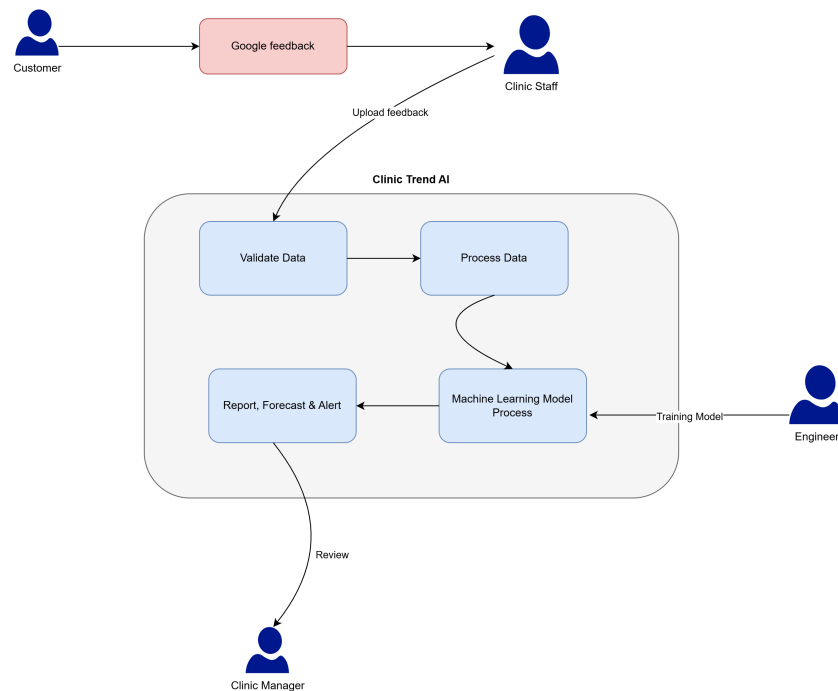 Google feedback
Customer
Clinic Staff
Upload feedback
Clinic Trend AI
Validate Data
Process Data
Report, Forecast & Alert
Machine Learning Model
Process
Training Model
Engineer
Review
Clinic Manager